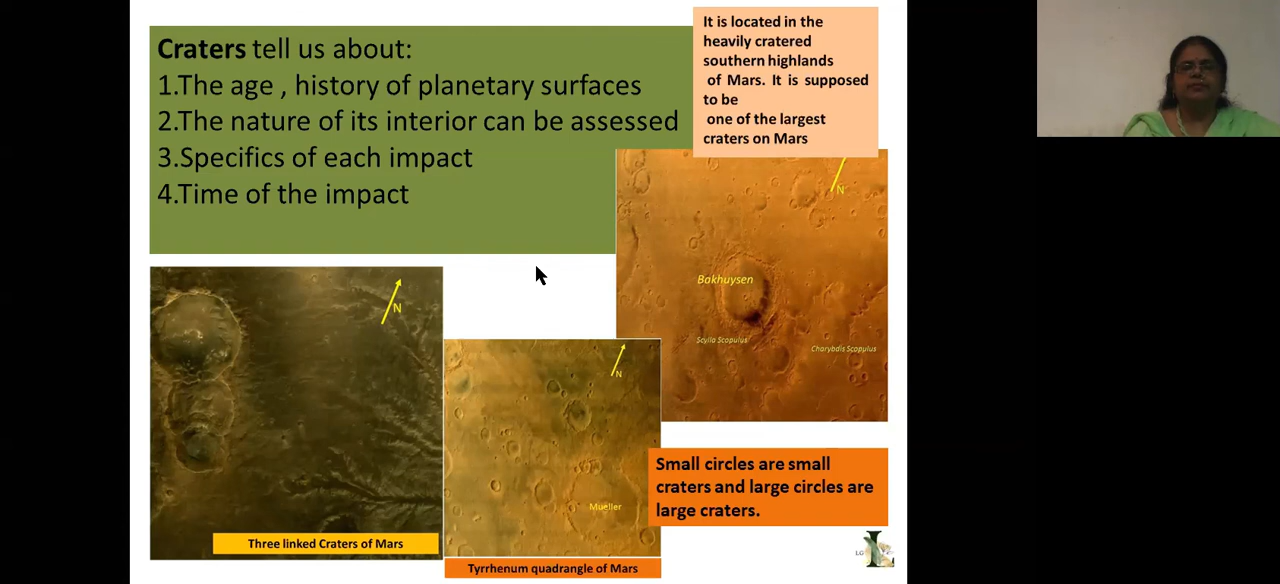 Craters tell us about:
1.The age , history of planetary surfaces
2.The nature of its interior can be assessed
3.Specifics of each impact
4.Time of the impact
It is located in the
heavily cratered
southern highlands
of Mars. It is supposed
to be
one of the largest
craters on Mars
N
Bakhuysen
Scylla Scopulus
Charybdis Scopulus
N
N
Mueller
Small circles are small
craters and large circles are
large craters.
Three linked Craters of Mars
Tyrrhenum quadrangle of Mars